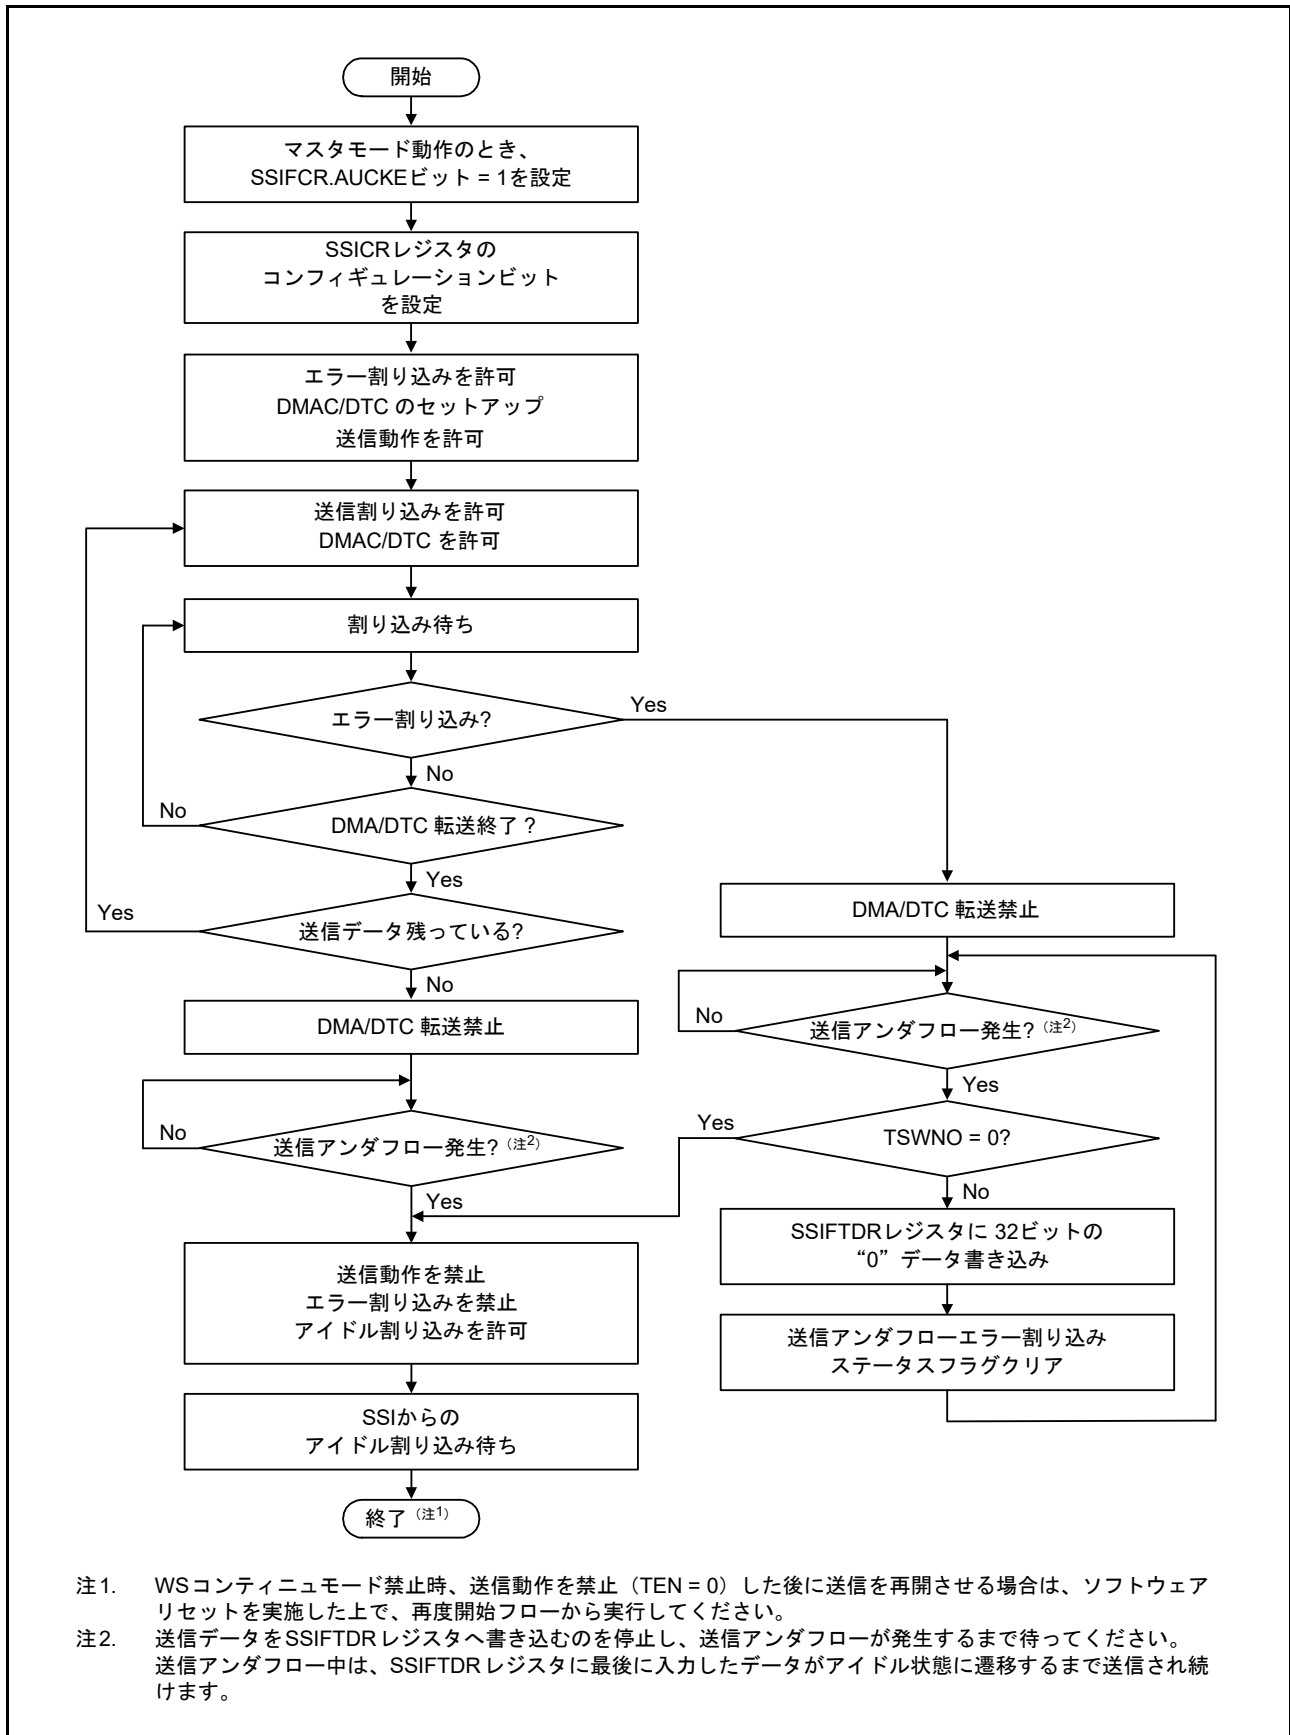 開始
マスタモード動作のとき、
SSIFCR.AUCKEビット = 1を設定
SSICRレジスタの
コンフィギュレーションビット
を設定
エラー割り込みを許可
DMAC/DTC のセットアップ
送信動作を許可
送信割り込みを許可
DMAC/DTC を許可
割り込み待ち
エラー割り込み?
Yes
No
DMA/DTC 転送終了？
No
Yes
送信データ残っている?
Yes
No
DMA/DTC 転送禁止
送信アンダフロー発生?（注2）
No
Yes
送信動作を禁止
エラー割り込みを禁止
アイドル割り込みを許可
SSIからの
アイドル割り込み待ち
終了（注1）
DMA/DTC 転送禁止
送信アンダフロー発生?（注2）
No
Yes
TSWNO = 0?
Yes
No
SSIFTDRレジスタに 32ビットの
“0” データ書き込み
送信アンダフローエラー割り込み
ステータスフラグクリア
注1. WSコンティニュモード禁止時、送信動作を禁止（TEN = 0）した後に送信を再開させる場合は、ソフトウェア
リセットを実施した上で、再度開始フローから実行してください。
注2. 送信データをSSIFTDRレジスタへ書き込むのを停止し、送信アンダフローが発生するまで待ってください。
送信アンダフロー中は、SSIFTDRレジスタに最後に入力したデータがアイドル状態に遷移するまで送信され続
けます。